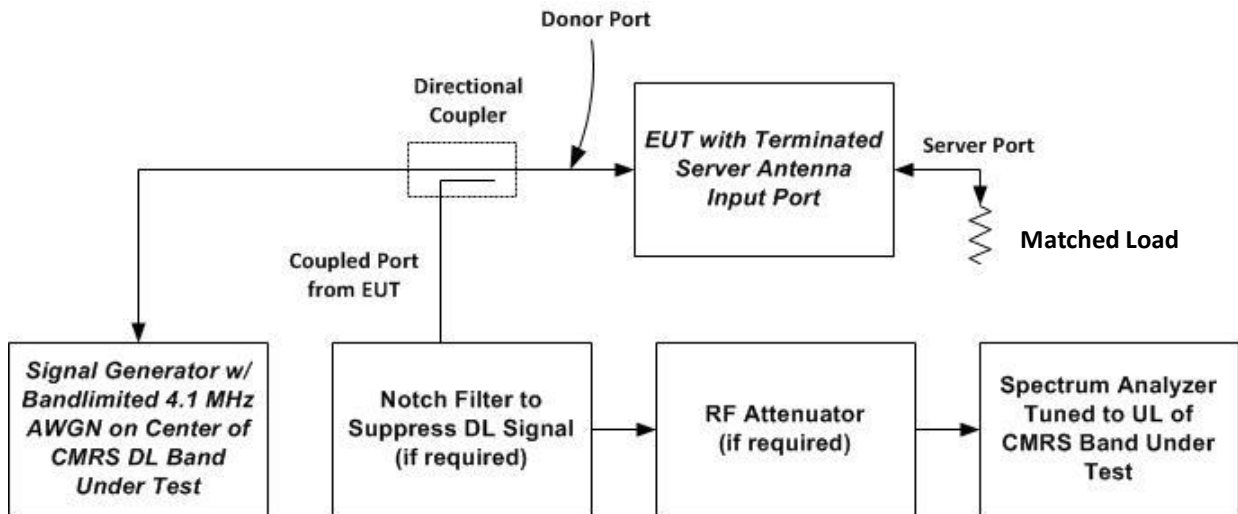 Donor Port
Directional
Coupler
EUT with Terminated
Server Antenna
Input Port
Server Port
Matched Load
Coupled Port
from EUT
Signal Generator w/
Bandlimited 4.1 MHz
AWGN on Center of
CMRS DL Band
Under Test
Notch Filter to
Suppress DL Signal
(if required)
RF Attenuator
(if required)
Spectrum Analyzer
Tuned to UL of
CMRS Band Under
Test